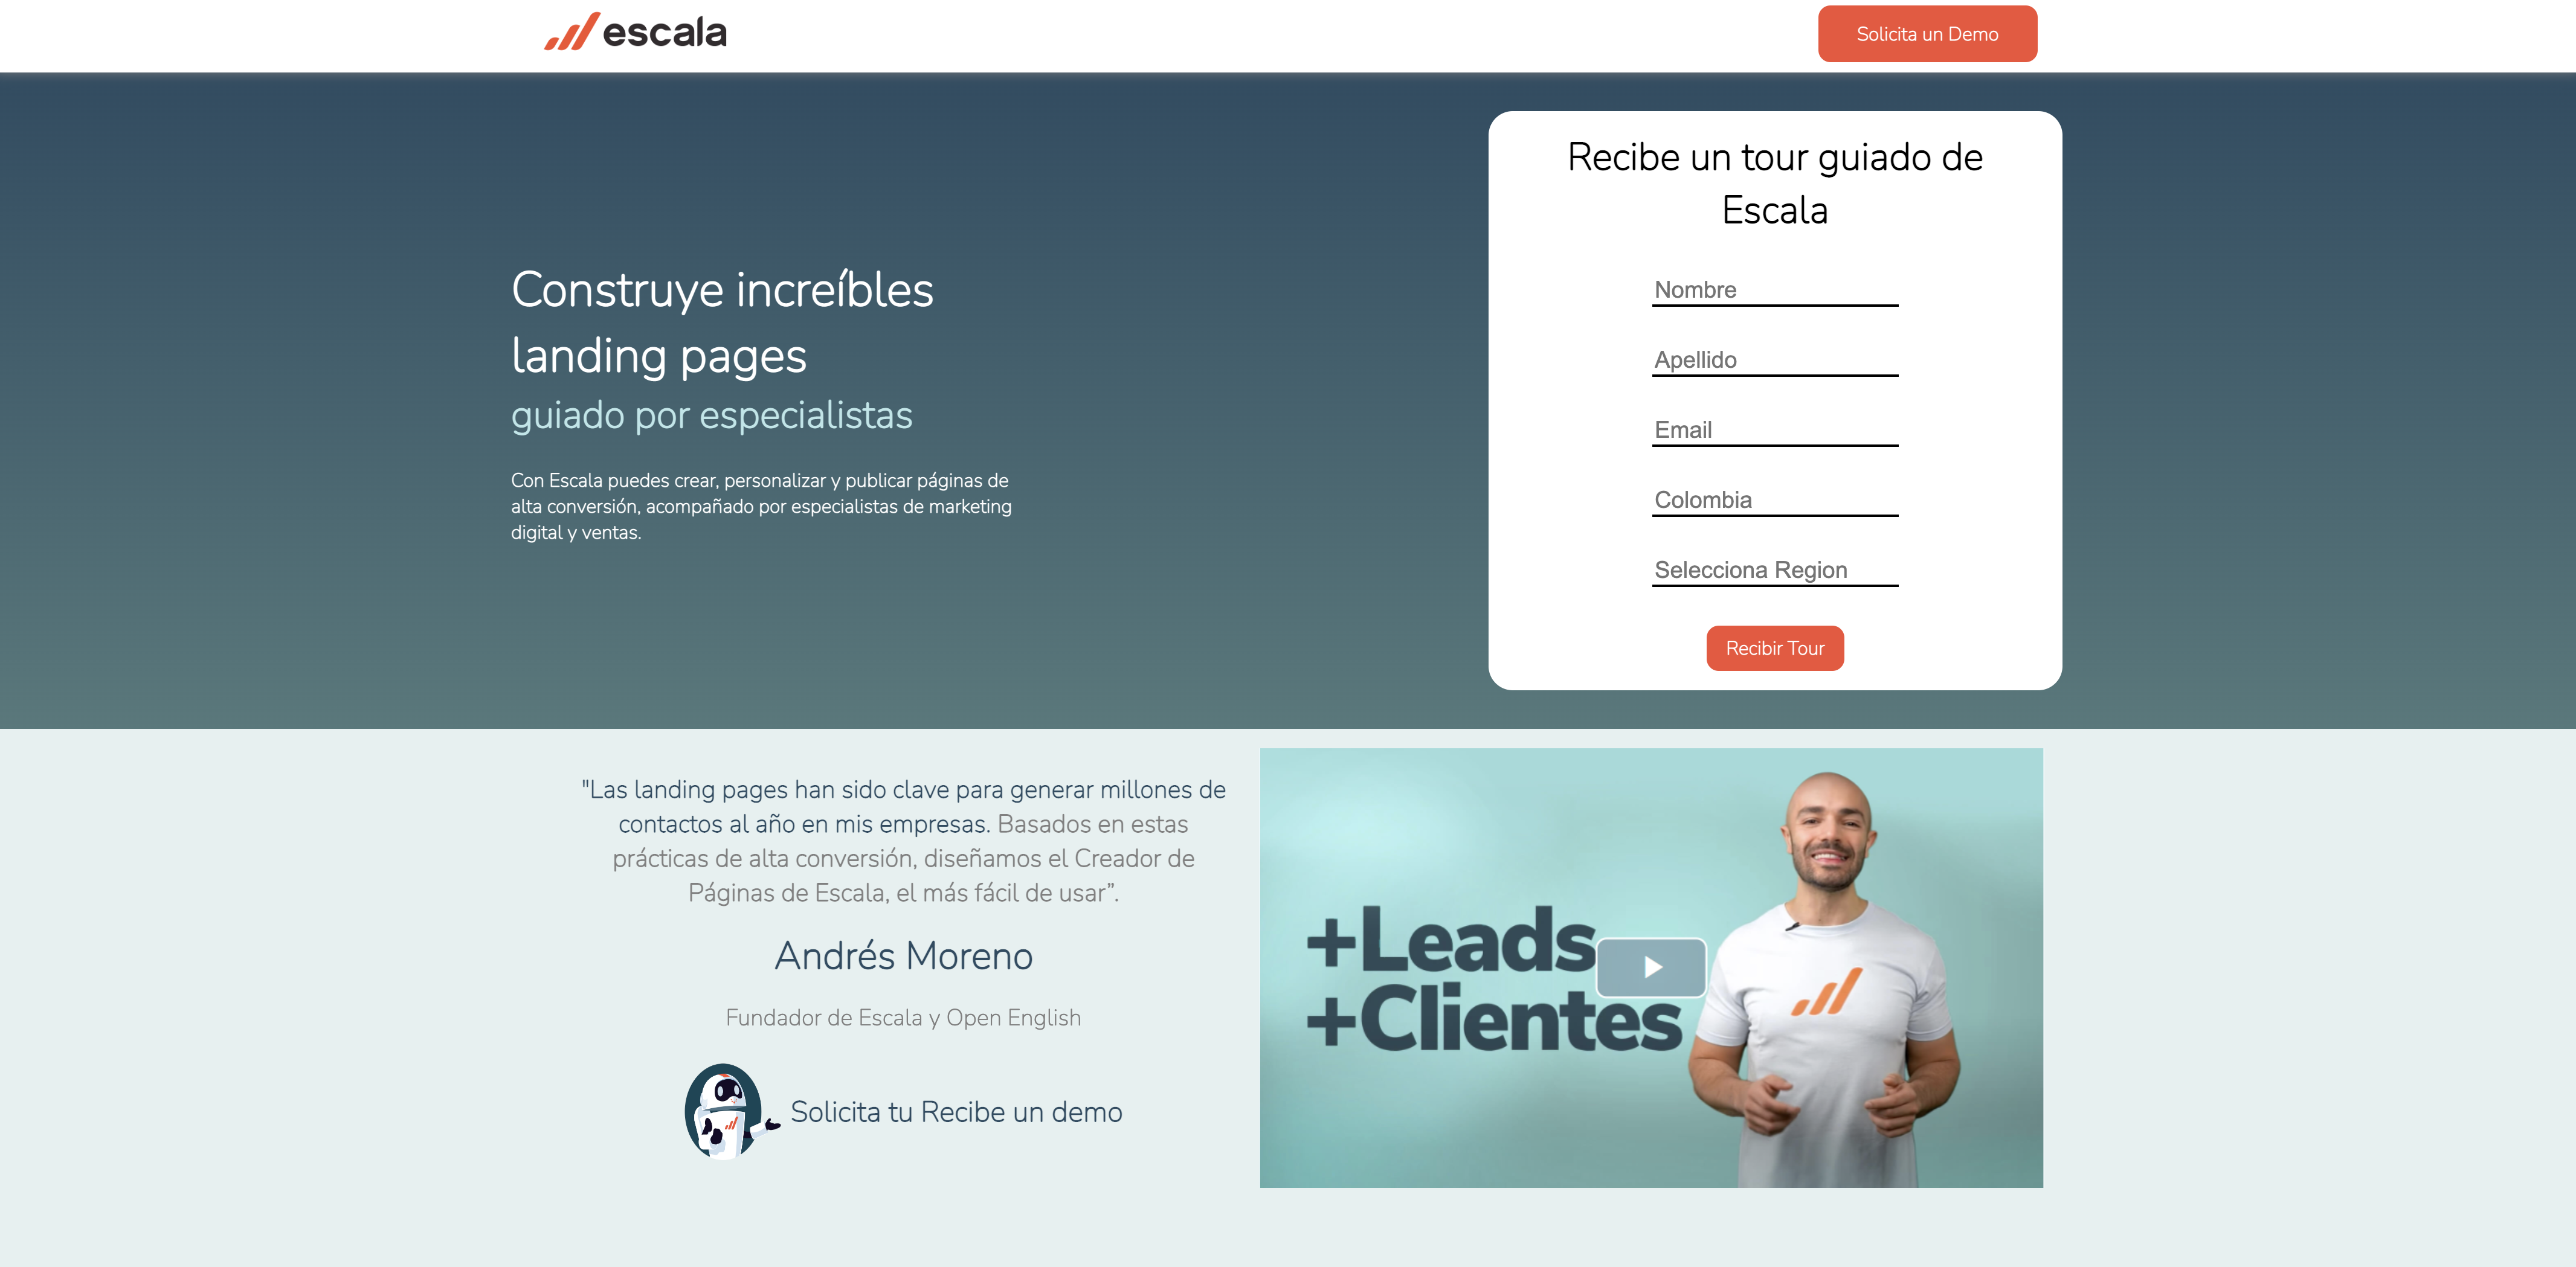 escala
Solicita un Demo
Construye increíbles
landing pages
guiado por especialistas
Con Escala puedes crear, personalizar y publicar páginas de
alta conversión, acompañado por especialistas de marketing
digital y ventas.
Recibe un tour guiado de
Escala
Nombre
Apellido
Email
Colombia
Selecciona Region
Recibir Tour
"Las landing pages han sido clave para generar millones de
contactos al año en mis empresas. Basados en estas
prácticas de alta conversión, diseñamos el Creador de
Páginas de Escala, el más fácil de usar”.
Andrés Moreno
Fundador de Escala y Open English
Solicita tu Recibe un demo
+Leads
+Clientes